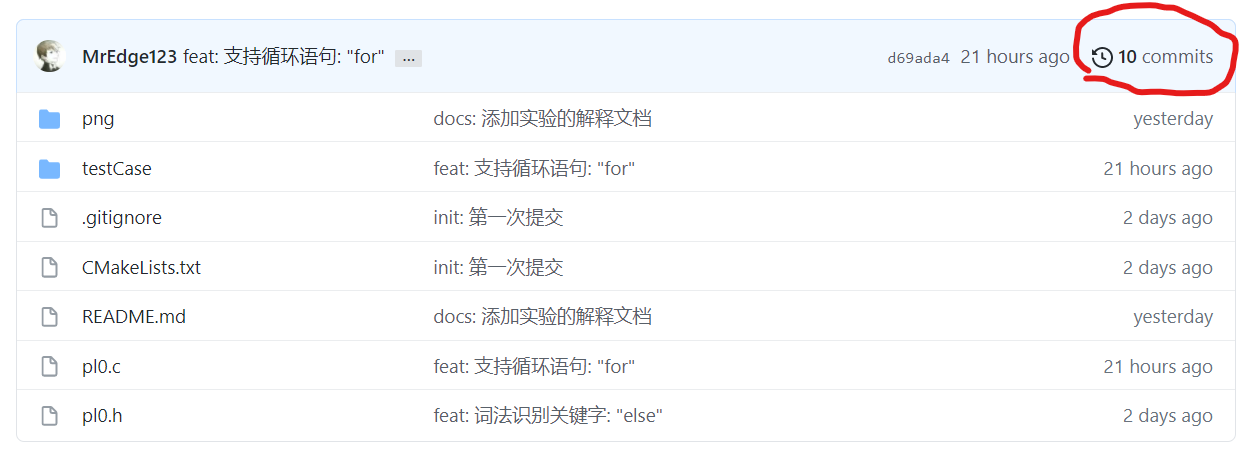 MrEdge123 feat: 支持循环语句: "for" ... d69ada4 21 hours ago 10 commits
png docs: 添加实验的解释文档 yesterday
testCase feat: 支持循环语句: "for" 21 hours ago
.gitignore init: 第一次提交 2 days ago
CMakeLists.txt init: 第一次提交 2 days ago
README.md docs: 添加实验的解释文档 yesterday
pl0.c feat: 支持循环语句: "for" 21 hours ago
pl0.h feat: 词法识别关键字: "else" 2 days ago